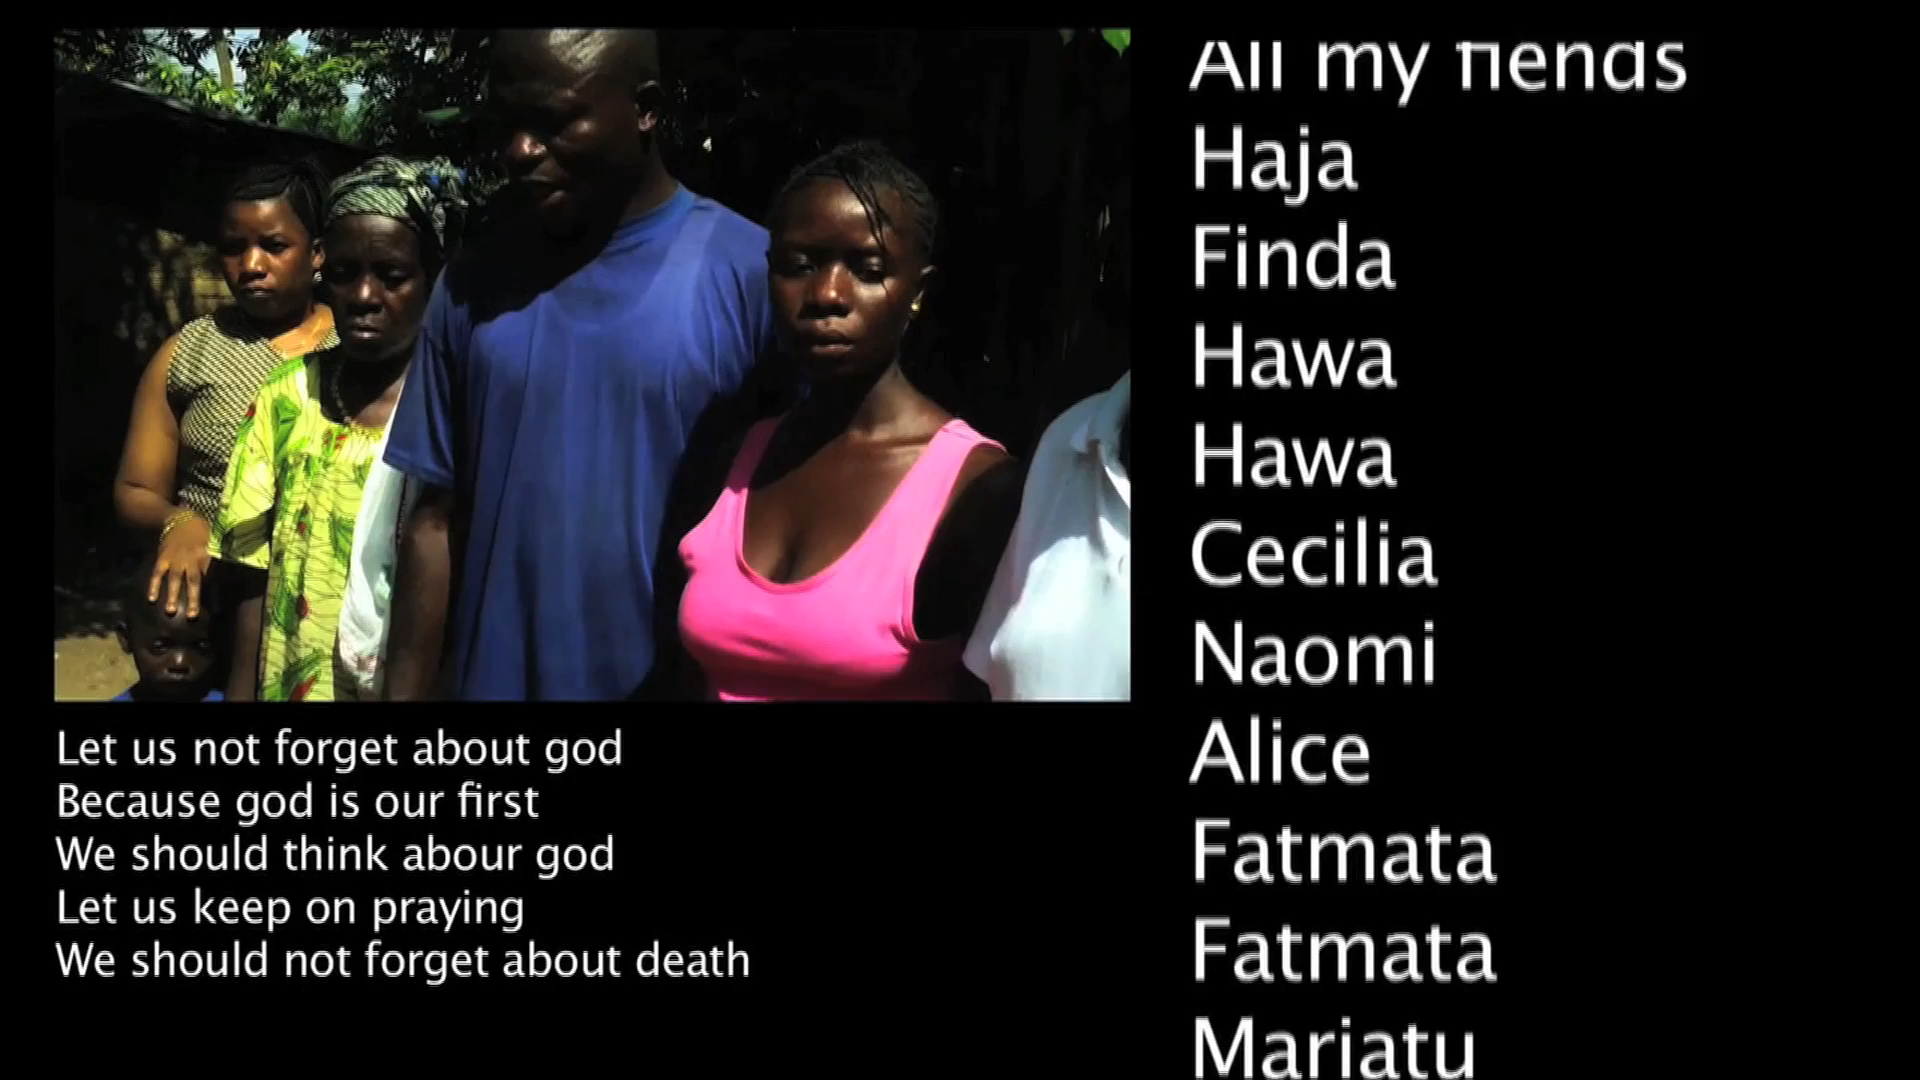 Let us not forget about god
Because god is our first
We should think abour god
Let us keep on praying
We should not forget about death
All my fiends
Haja
Finda
Hawa
Hawa
Cecilia
Naomi
Alice
Fatmata
Fatmata
Mariatu